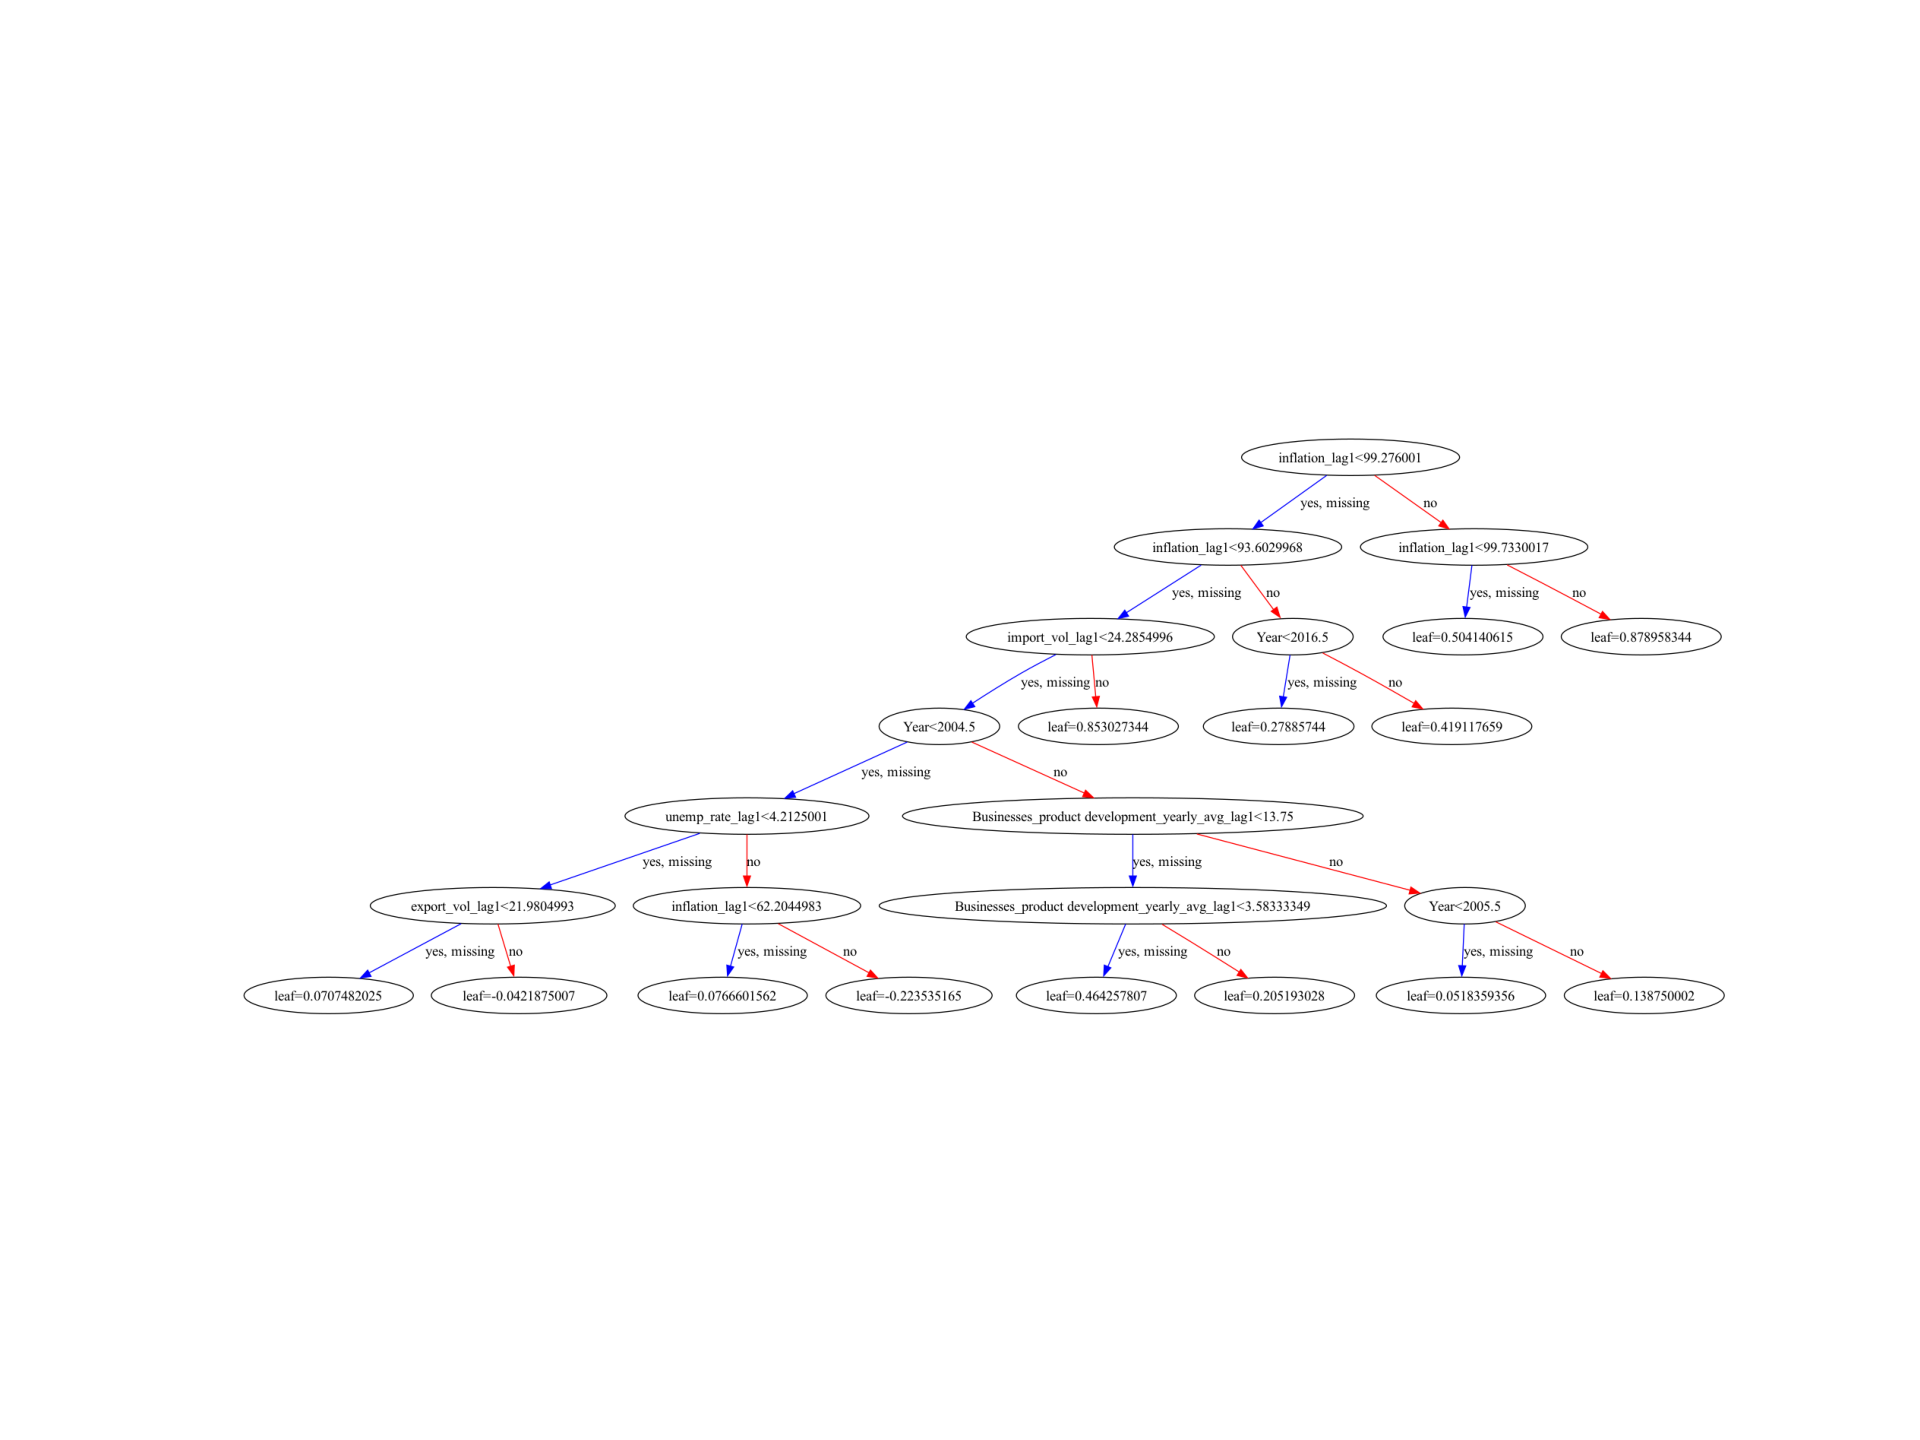 inflation_lag1<99.276001
yes, missing
no
inflation_lag1<93.6029968
inflation_lag1<99.7330017
yes, missing
no
yes, missing
no
import_vol_lag1<24.2854996
Year<2016.5
leaf=0.504140615
leaf=0.878958344
yes, missing
no
yes, missing
no
Year<2004.5
leaf=0.853027344
leaf=0.27885744
leaf=0.419117659
yes, missing
no
unemp_rate_lag1<4.2125001
Businesses_product development_yearly_avg_lag1<13.75
yes, missing
no
yes, missing
no
export_vol_lag1<21.9804993
inflation_lag1<62.2044983
Businesses_product development_yearly_avg_lag1<3.58333349
Year<2005.5
yes, missing
no
yes, missing
no
yes, missing
no
yes, missing
no
leaf=0.0707482025
leaf=-0.0421875007
leaf=0.0766601562
leaf=-0.223535165
leaf=0.464257807
leaf=0.205193028
leaf=0.0518359356
leaf=0.138750002